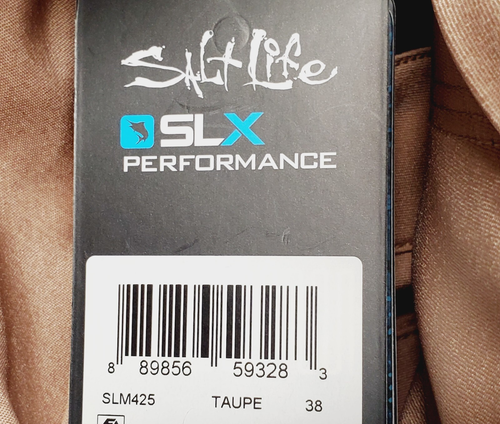 Salt Life
SLX
PERFORMANCE
8 89856 59328 3
SLM425 TAUPE 38